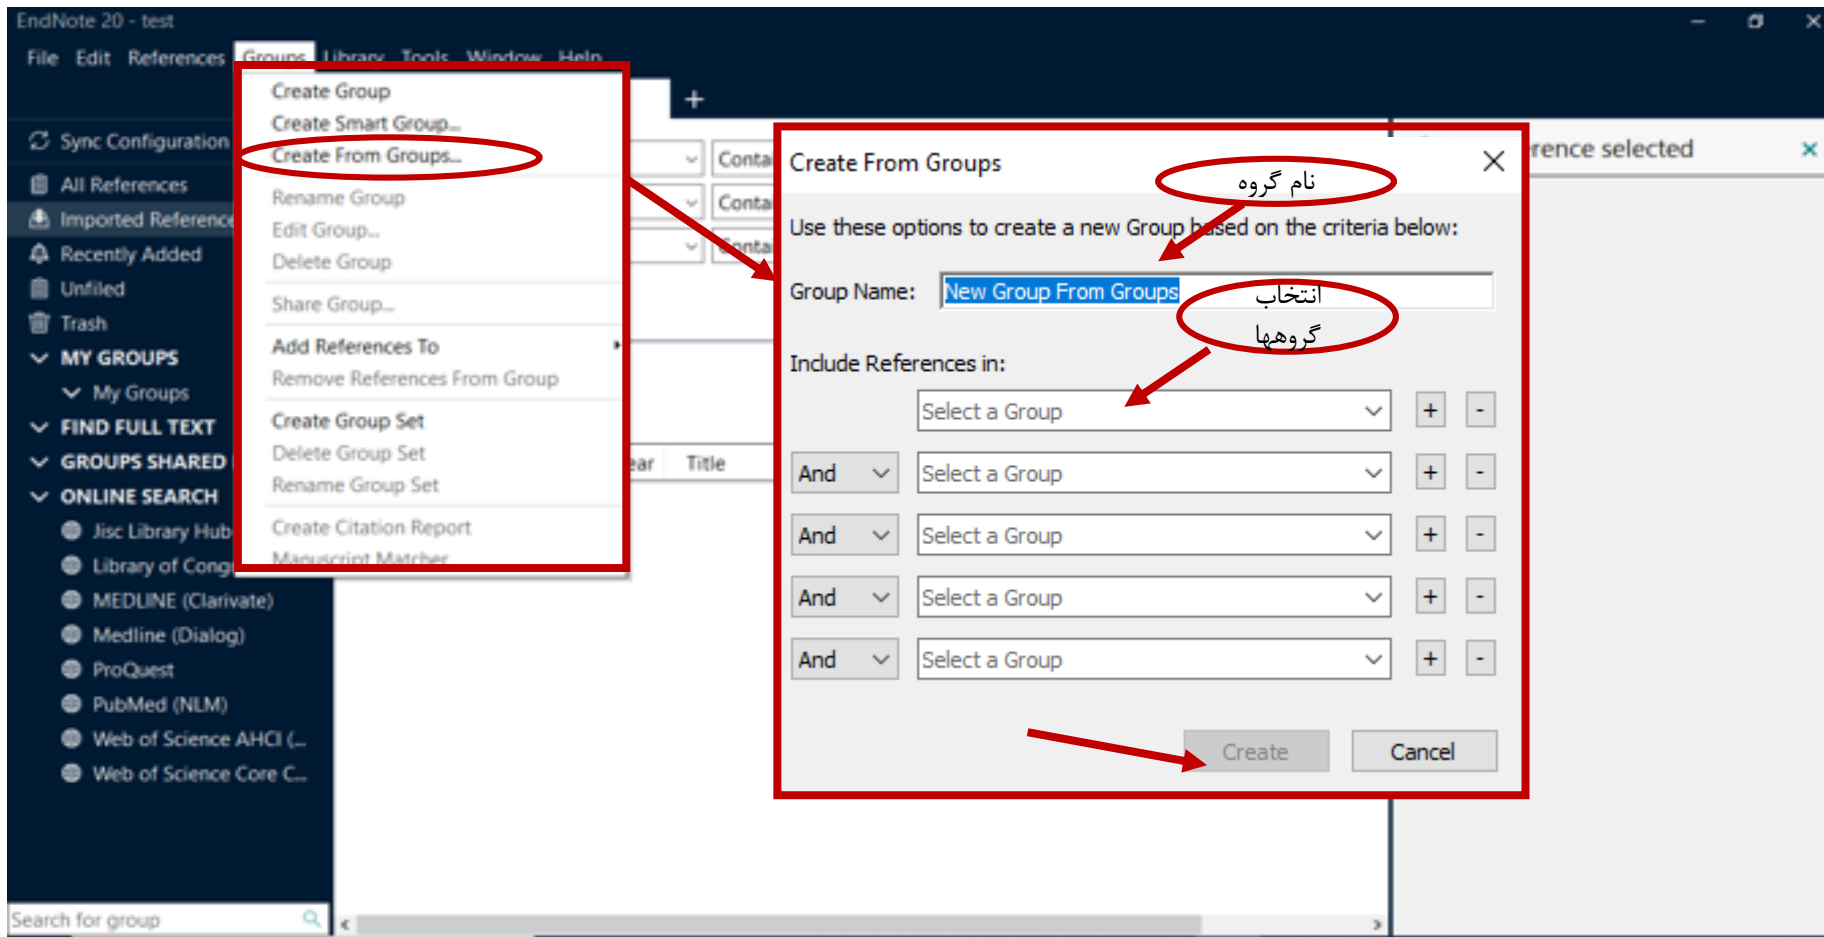 EndNote 20 - test
File Edit References Groups Library Tools Window Help
Sync Configuration
All References
Imported Reference
Recently Added
Unfiled
Trash
MY GROUPS
My Groups
FIND FULL TEXT
GROUPS SHARED
ONLINE SEARCH
Jisc Library Hub
Library of Cong
MEDLINE (Clarivate)
Medline (Dialog)
ProQuest
PubMed (NLM)
Web of Science AHCI (...
Web of Science Core C...
Search for group
Create Group
Create Smart Group...
Create From Groups...
Rename Group
Edit Group...
Delete Group
Share Group...
Add References To
Remove References From Group
Create Group Set
Delete Group Set
Rename Group Set
Create Citation Report
Manuscript Matcher
+
Conta
Conta
Conta
ear Title
rence selected
Create From Groups
نام گروه
Use these options to create a new Group based on the criteria below:
Group Name: New Group From Groups
انتخاب
گروهها
Include References in:
Select a Group + -
And Select a Group + -
And Select a Group + -
And Select a Group + -
And Select a Group + -
Create Cancel